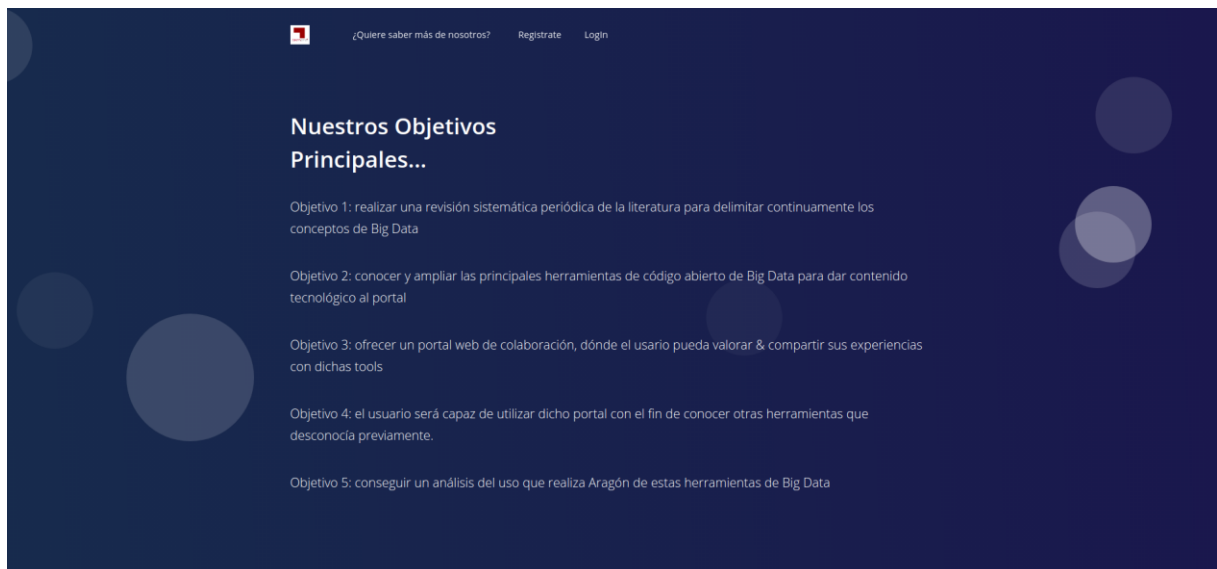 ¿Quiere saber más de nosotros? Registrate LogIn
Nuestros Objetivos
Principales...
Objetivo 1: realizar una revisión sistemática periódica de la literatura para delimitar continuamente los
conceptos de Big Data
Objetivo 2: conocer y ampliar las principales herramientas de código abierto de Big Data para dar contenido
tecnológico al portal
Objetivo 3: ofrecer un portal web de colaboración, dónde el usario pueda valorar & compartir sus experiencias
con dichas tools
Objetivo 4: el usuario será capaz de utilizar dicho portal con el fin de conocer otras herramientas que
desconocía previamente.
Objetivo 5: conseguir un análisis del uso que realiza Aragón de estas herramientas de Big Data